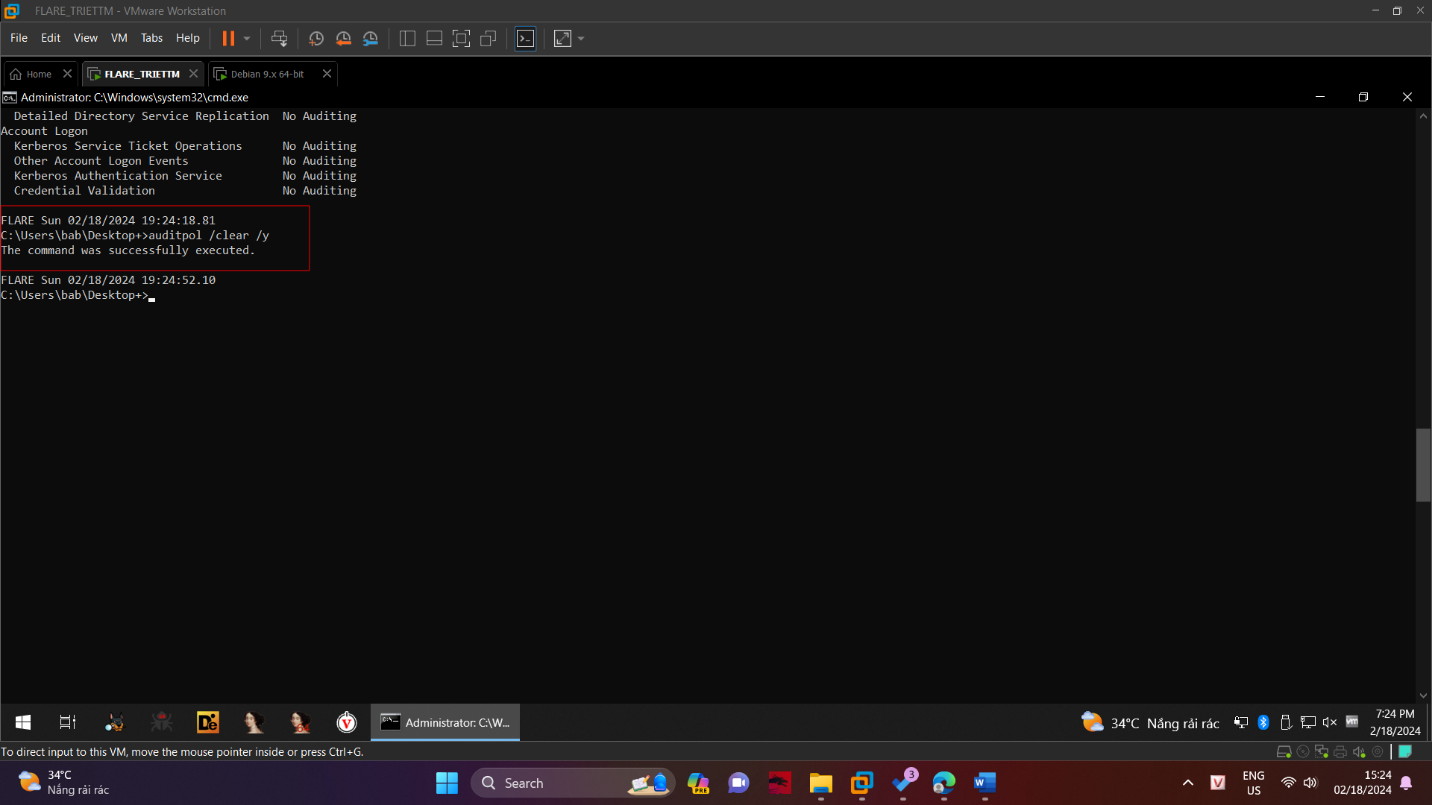 FLARE_TRIETTM - VMware Workstation
File Edit View VM Tabs Help
Home FLARE_TRIETTM Debian 9.x 64-bit
Administrator: C:\Windows\system32\cmd.exe
Detailed Directory Service Replication No Auditing
Account Logon
Kerberos Service Ticket Operations No Auditing
Other Account Logon Events No Auditing
Kerberos Authentication Service No Auditing
Credential Validation No Auditing
FLARE Sun 02/18/2024 19:24:18.81
C:\Users\bab\Desktop+>auditpol /clear /y
The command was successfully executed.
FLARE Sun 02/18/2024 19:24:52.10
C:\Users\bab\Desktop+>
Administrator: C:\W...
34°C Nắng rải rác
7:24 PM
2/18/2024
To direct input to this VM, move the mouse pointer inside or press Ctrl+G.
34°C
Nắng rải rác
Search
PRE
3
ENG
US
15:24
02/18/2024